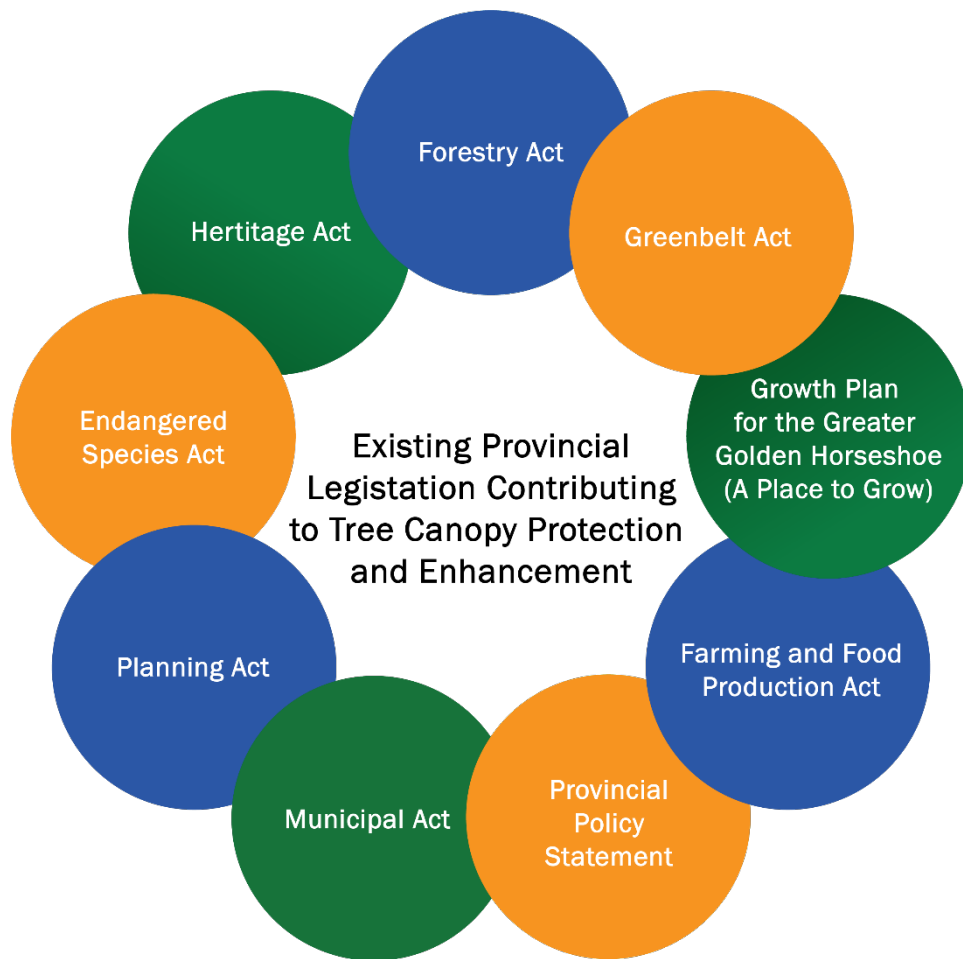 Forestry Act
Greenbelt Act
Growth Plan
for the Greater
Golden Horseshoe
(A Place to Grow)
Farming and Food
Production Act
Provincial
Policy
Statement
Municipal Act
Planning Act
Endangered
Species Act
Hertitage Act
Existing Provincial
Legistation Contributing
to Tree Canopy Protection
and Enhancement